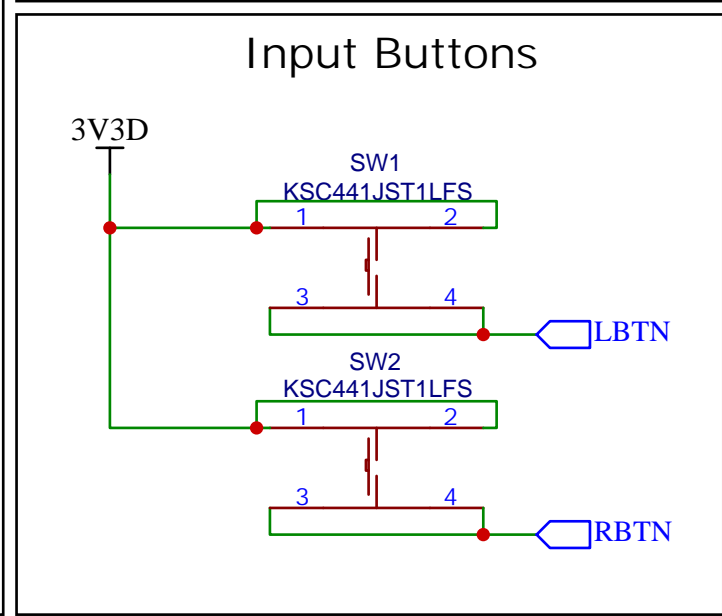 Input Buttons
3V3D
SW1
KSC441JST1LFS
1 2
3 4
LBTN
SW2
KSC441JST1LFS
1 2
3 4
RBTN